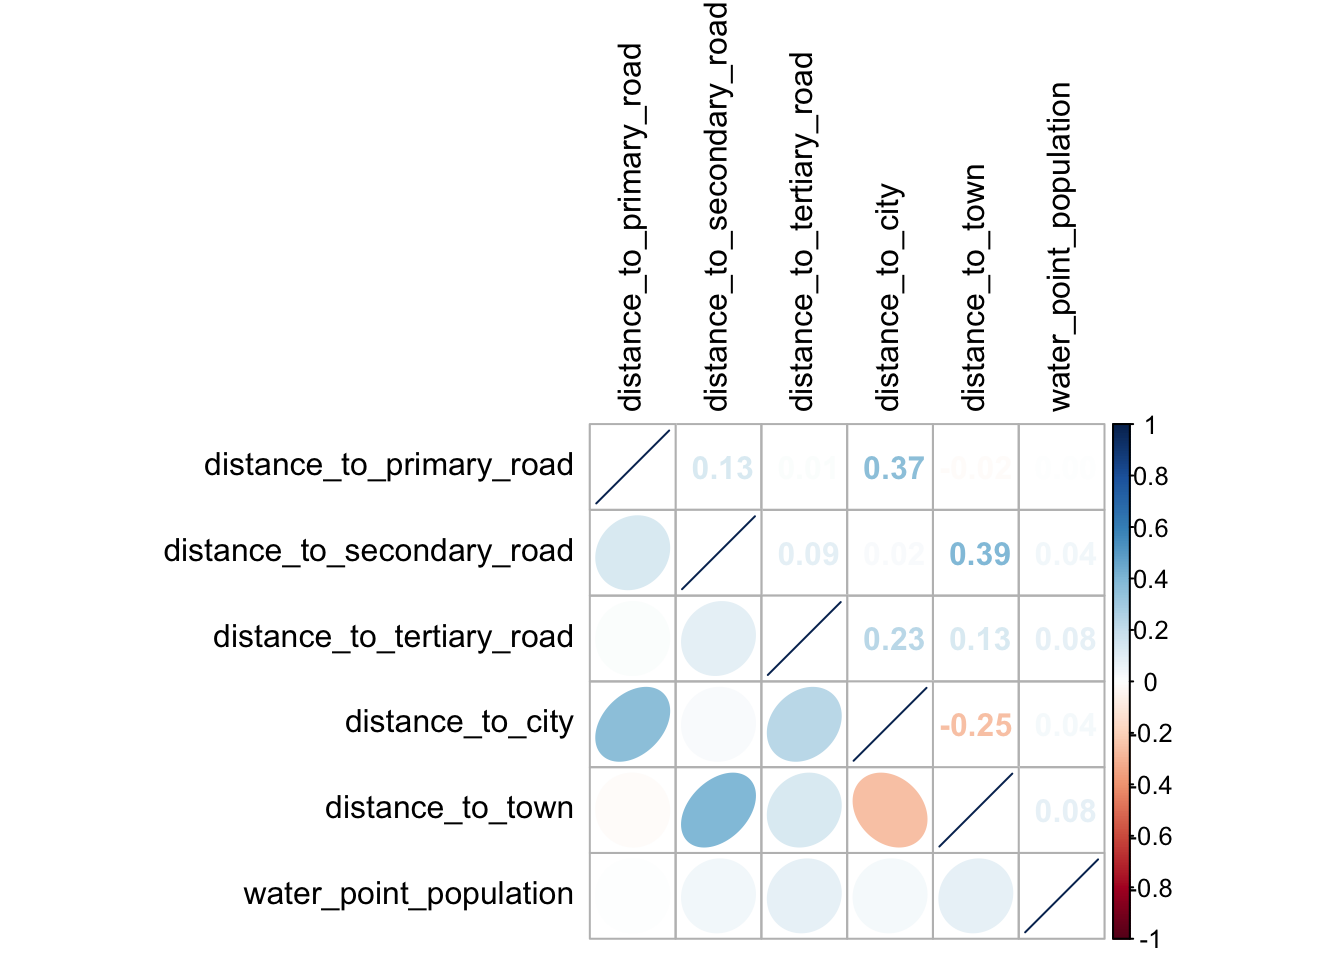 distance_to_primary_road
distance_to_secondary_road
distance_to_tertiary_road
distance_to_city
distance_to_town
water_point_population
distance_to_primary_road 0.13 0.01 0.37 -0.02
distance_to_secondary_road 0.09 0.02 0.39 0.04
distance_to_tertiary_road 0.23 0.13 0.08
distance_to_city -0.25 0.04
distance_to_town 0.08
water_point_population
1
0.8
0.6
0.4
0.2
0
-0.2
-0.4
-0.6
-0.8
-1